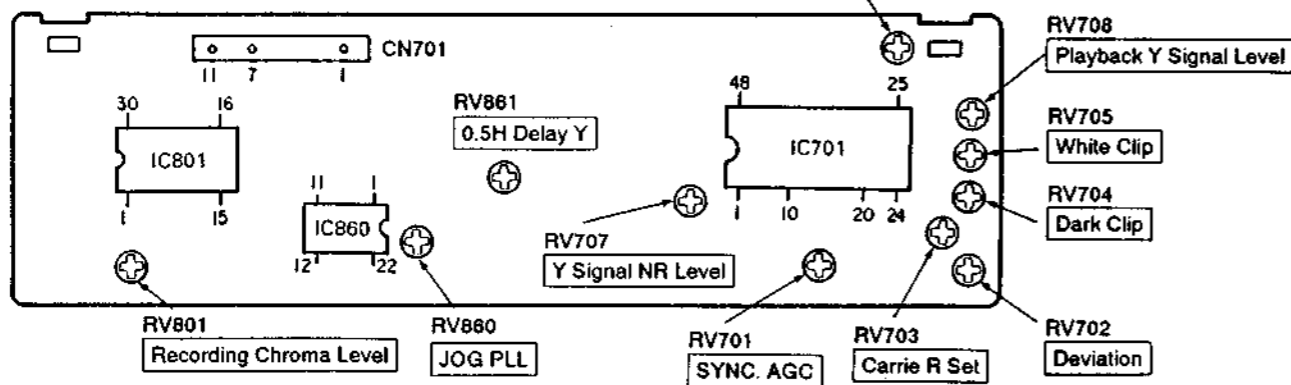 RV708
Playback Y Signal Level
CN701
11 7 1
30 16
48 25
RV861
0.5H Delay Y
RV705
White Clip
IC801
IC701
11 1
RV704
Dark Clip
1 15
1 10 20 24
IC860
RV707
Y Signal NR Level
12 22
RV801
Recording Chroma Level
RV860
JOG PLL
RV701
SYNC. AGC
RV703
Carrie R Set
RV702
Deviation